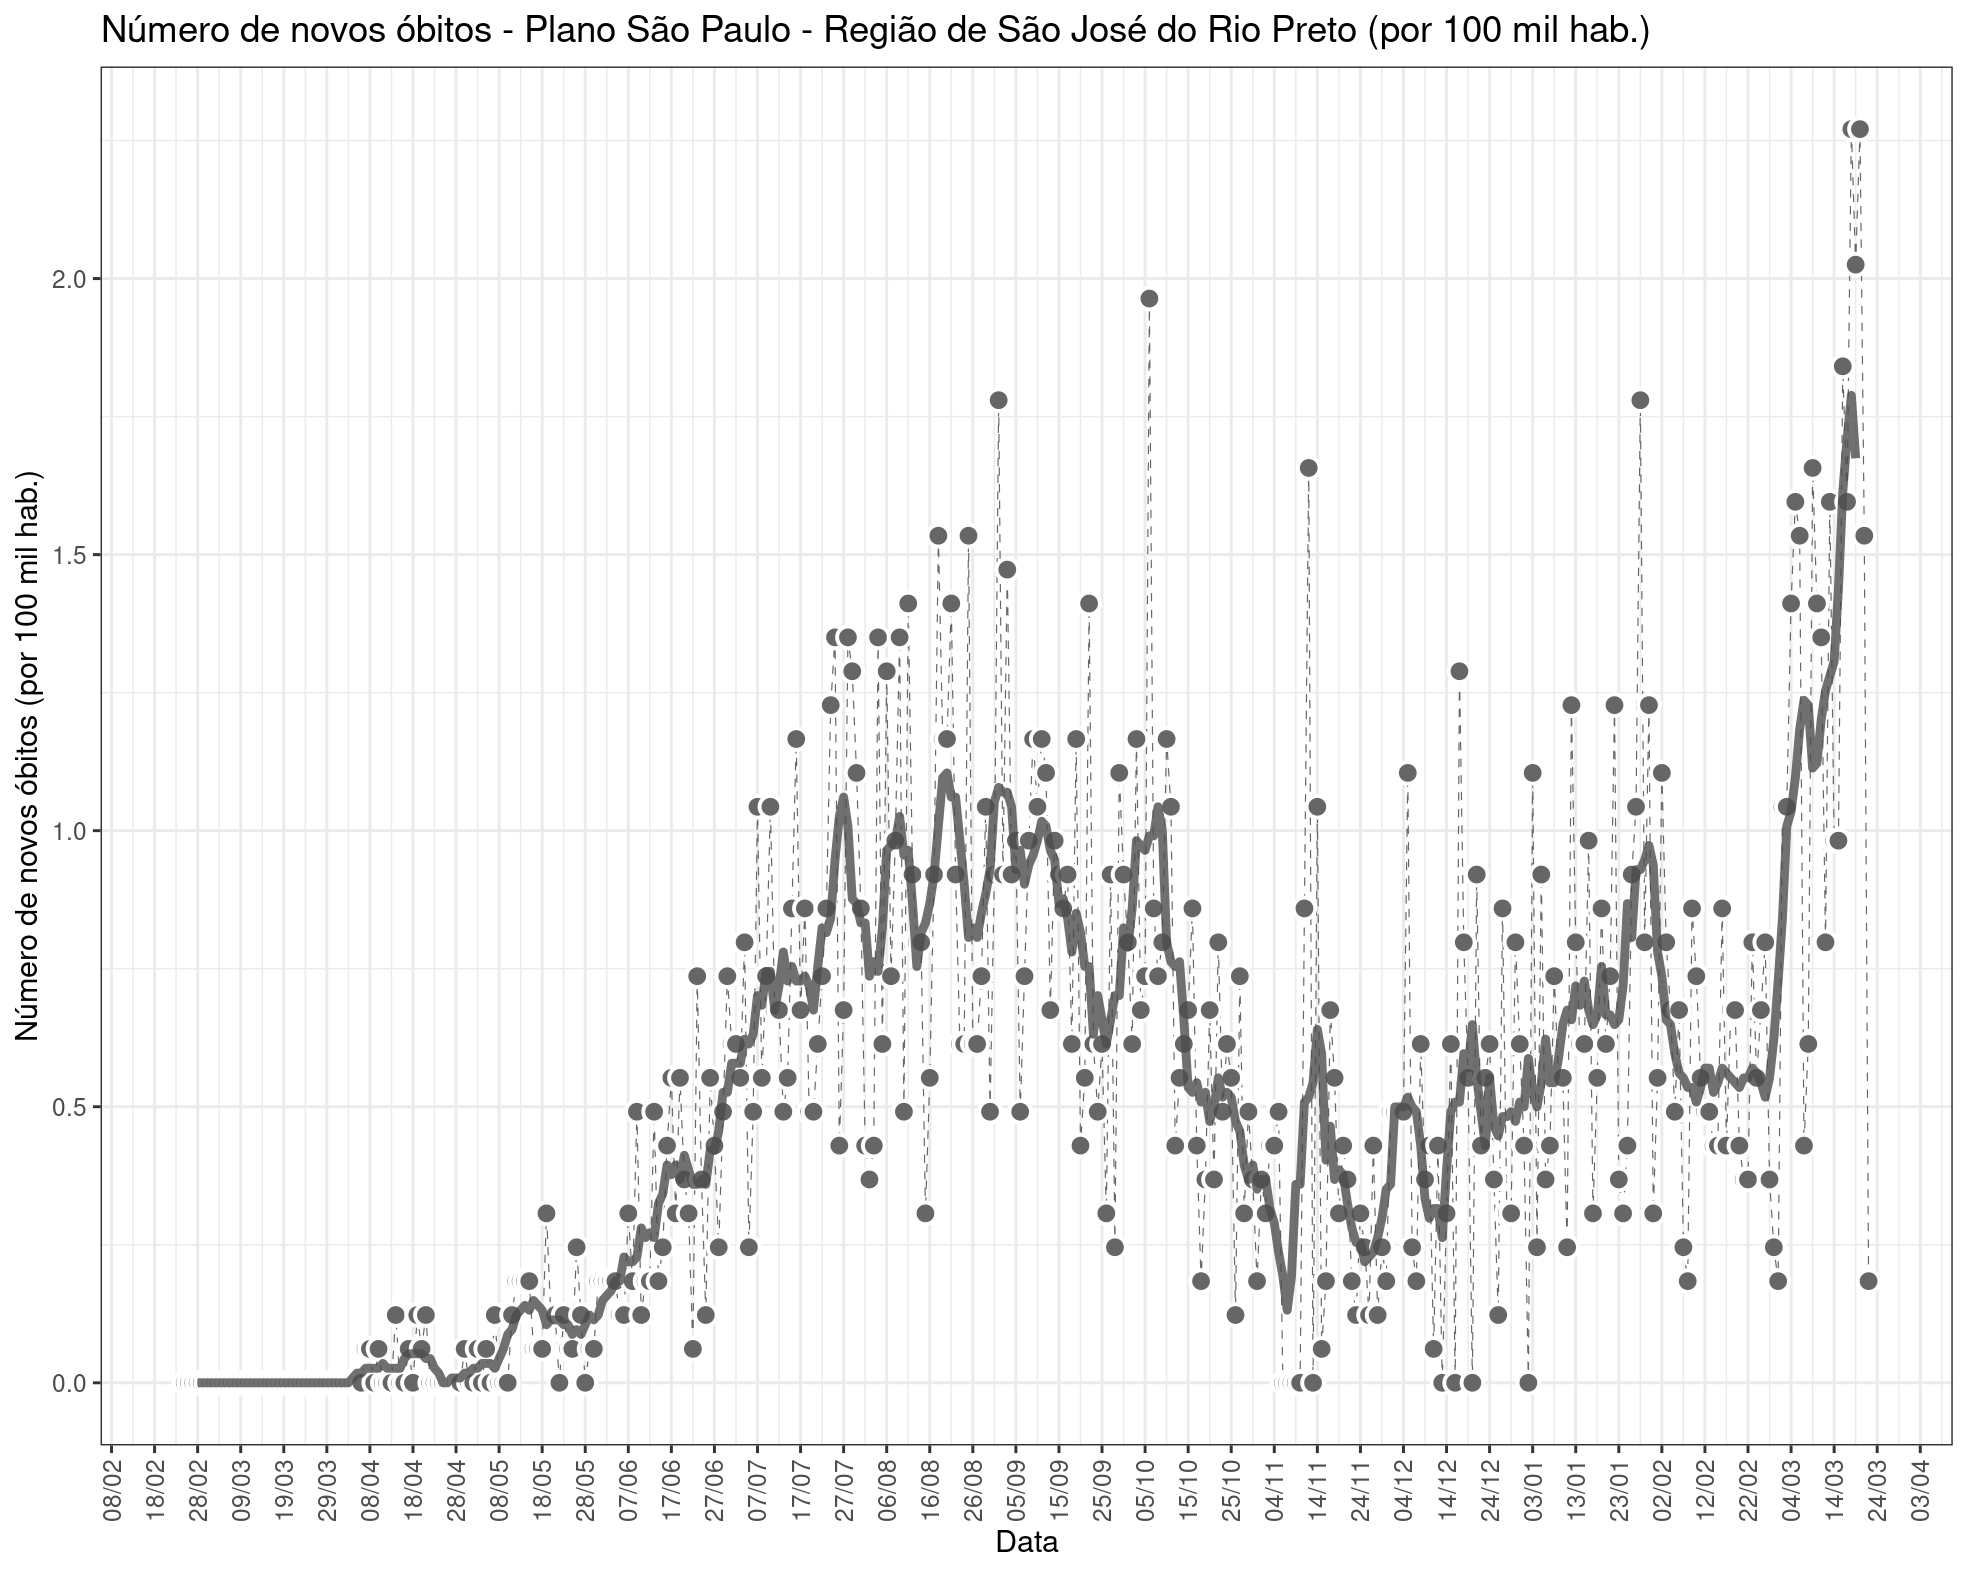 Número de novos óbitos - Plano São Paulo - Região de São José do Rio Preto (por 100 mil hab.)
Número de novos óbitos (por 100 mil hab.)
2.0
1.5
1.0
0.5
0.0
08/02 18/02 28/02 09/03 19/03 29/03 08/04 18/04 28/04 08/05 18/05 28/05 07/06 17/06 27/06 07/07 17/07 27/07 06/08 16/08 26/08 05/09 15/09 25/09 05/10 15/10 25/10 04/11 14/11 24/11 04/12 14/12 24/12 03/01 13/01 23/01 02/02 12/02 22/02 04/03 14/03 24/03 03/04
Data